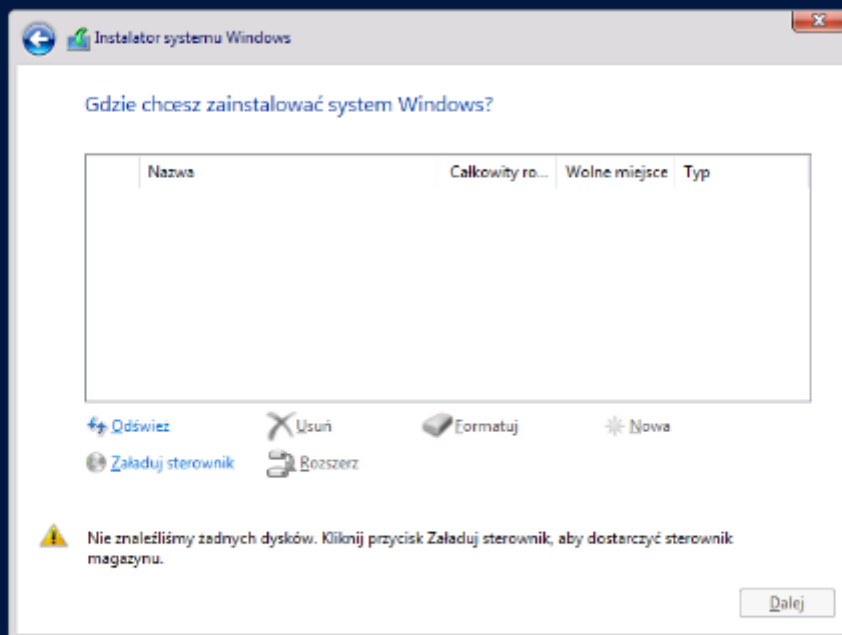 Instalator systemu Windows
Gdzie chcesz zainstalować system Windows?
Nazwa Całkowity ro... Wolne miejsce Typ
Odśwież Usuń Formatuj Nowa
Załaduj sterownik Rozszerz
Nie znaleźliśmy żadnych dysków. Kliknij przycisk Załaduj sterownik, aby dostarczyć sterownik
magazynu.
Dalej